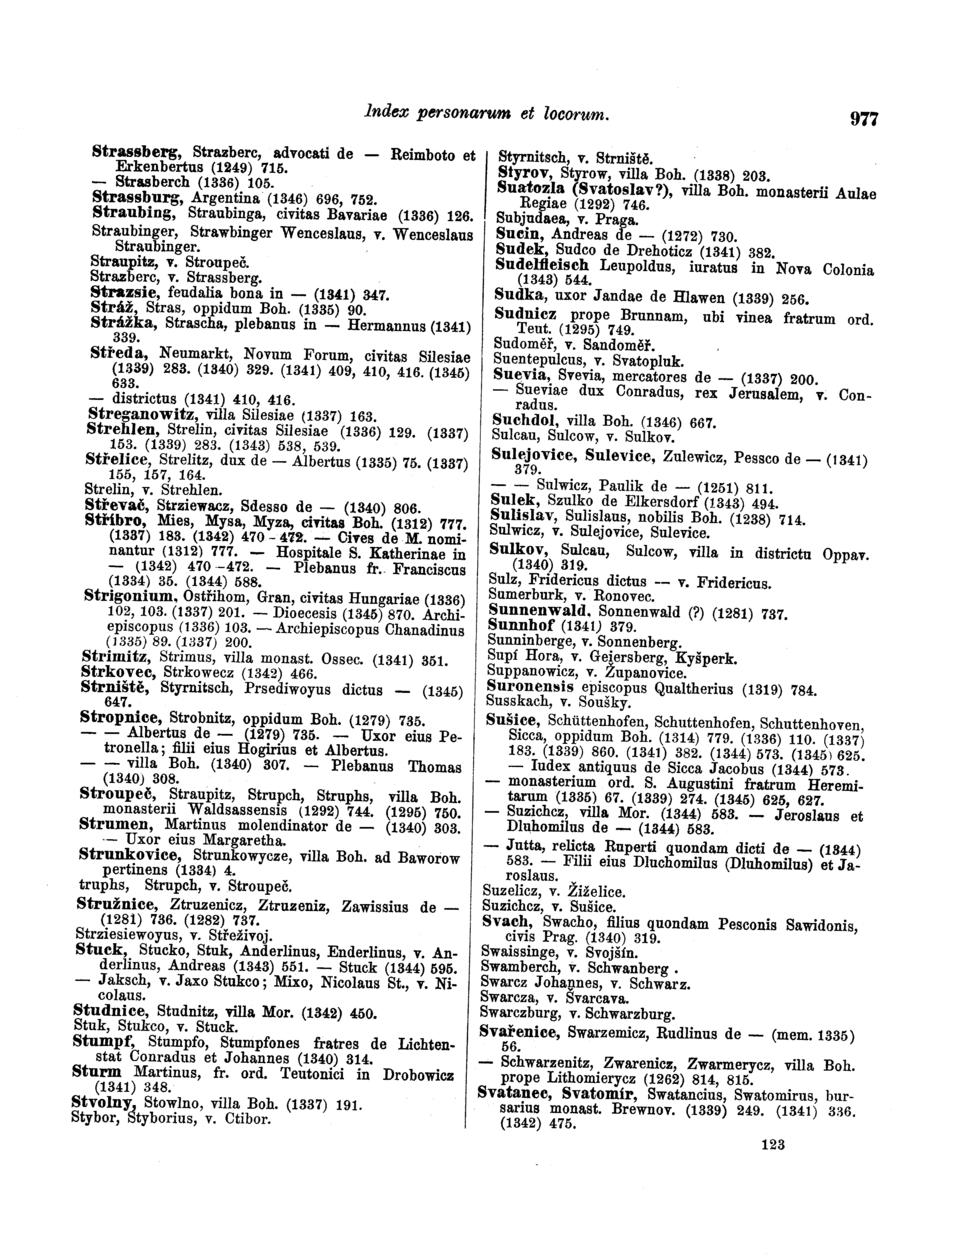 Index personarum et locorum.
977
Strassberg, Strazberc, advocati de — Reimboto et
Erkenbertus (1249) 715.
— Strasberch (1336) 105.
Strassburg, Argentina (1346) 696, 752.
Straubing, Straubinga, civitas Bavariae (1336) 126.
Straubinger, Strawbinger Wenceslaus, v. Wenceslaus
Straubinger.
Straupitz, v. Stroupeč.
Strazberc, v. Strassberg.
Strazsie, feudalia bona in — (1341) 347.
Stráž, Stras, oppidum Boh. (1335) 90.
Strážka, Strascha, plebanus in — Hermannus (1341)
339.
Středa, Neumarkt, Novum Forum, civitas Silesiae
(1339) 283. (1340) 329. (1341) 409, 410, 416. (1345)
633.
— districtus (1341) 410, 416.
Streganowitz, villa Silesiae (1337) 163.
Strehlen, Strelin, civitas Silesiae (1336) 129. (1337)
153. (1339) 283. (1343) 538, 539.
Střelice, Strelitz, dux de — Albertus (1335) 75. (1337)
155, 157, 164.
Strelin, v. Strehlen.
Střevač, Strziewacz, Sdesso de — (1340) 806.
Stříbro, Mies, Mysa, Myza, civitas Boh. (1312) 777.
(1337) 183. (1342) 470-472. — Cives de M. nomi-
nantur (1312) 777. — Hospitale S. Katherinae in
— (1342) 470-472. — Plebanus fr. Franciscus
(1334) 35. (1344) 588.
Strigonium, Ostřihom, Gran, civitas Hungariae (1336)
102, 103. (1337) 201. — Dioecesis (1345) 870. Archi-
episcopus (1336) 103. — Archiepiscopus Chanadinus
(1335) 89. (1337) 200.
Strimitz, Strimus, villa monast. Ossec. (1341) 351.
Strkovec, Strkowecz (1342) 466.
Strniště, Styrnitsch, Prsediwoyus dictus — (1345)
647.
Stropnice, Strobnitz, oppidum Boh. (1279) 735.
— — Albertus de — (1279) 735. — Uxor eius Pe-
tronella; filii eius Hogirius et Albertus.
— — villa Boh. (1340) 307. — Plebanus Thomas
(1340) 308.
Stroupeč, Straupitz, Strupch, Struphs, villa Boh.
monasterii Waldsassensis (1292) 744. (1295) 750.
Strumen, Martinus molendinator de — (1340) 303.
— Uxor eius Margaretha.
Strunkovice, Strunkowycze, villa Boh. ad Baworow
pertinens (1334) 4.
truphs, Strupch, v. Stroupeč.
Stružnice, Ztruzenicz, Ztruzeniz, Zawissius de —
(1281) 736. (1282) 737.
Strziesiewoyus, v. Střeživoj.
Stuck, Stucko, Stuk, Anderlinus, Enderlinus, v. An-
derlinus, Andreas (1343) 551. — Stuck (1344) 595.
— Jaksch, v. Jaxo Stukco; Mixo, Nicolaus St., v. Ni-
colaus.
Studnice, Studnitz, villa Mor. (1342) 450.
Stuk, Stukco, v. Stuck.
Stumpf, Stumpfo, Stumpfones fratres de Lichten-
stat Conradus et Johannes (1340) 314.
Sturm Martinus, fr. ord. Teutonici in Drobowicz
(1341) 348.
Stvolny, Stowlno, villa Boh. (1337) 191.
Stybor, Styborius, v. Ctibor.
Styrnitsch, v. Strniště.
Styrov, Styrow, villa Boh. (1338) 203.
Suatozla (Svatoslav?), villa Boh. monasterii Aulae
Regiae (1292) 746.
Subjudaea, v. Praga.
Sucin, Andreas de — (1272) 730.
Sudek, Sudco de Drehoticz (1341) 382.
Sudelfleisch Leupoldus, iuratus in Nova Colonia
(1343) 544.
Sudka, uxor Jandae de Hlawen (1339) 256.
Sudnicz prope Brunnam, ubi vinea fratrum ord.
Teut. (1295) 749.
Sudoměř, v. Sandoměř.
Suentepulcus, v. Svatopluk.
Suevia, Svevia, mercatores de — (1337) 200.
— Sueviae dux Conradus, rex Jerusalem, v. Con-
radus.
Suchdol, villa Boh. (1346) 667.
Sulcau, Sulcow, v. Sulkov.
Sulejovice, Sulevice, Zulewicz, Pessco de — (1341)
379.
— — Sulwicz, Paulik de — (1251) 811.
Sulek, Szulko de Elkersdorf (1343) 494.
Sulislav, Sulislaus, nobilis Boh. (1238) 714.
Sulwicz, v. Sulejovice, Sulevice.
Sulkov, Sulcau, Sulcow, villa in districtu Oppav.
(1340) 319.
Sulz, Fridericus dictus — v. Fridericus.
Sumerburk, v. Ronovec.
Sunnenwald, Sonnenwald (?) (1281) 737.
Sunnhof (1341) 379.
Sunninberge, v. Sonnenberg.
Supí Hora, v. Geiersberg, Kyšperk.
Suppanowicz, v. Županovice.
Suronensis episcopus Qualtherius (1319) 784.
Susskach, v. Soušky.
Sušice, Schüttenhofen, Schuttenhofen, Schuttenhoven,
Sicca, oppidum Boh. (1314) 779. (1336) 110. (1337)
183. (1339) 860. (1341) 382. (1344) 573. (1345) 625.
— Iudex antiquus de Sicca Jacobus (1344) 573.
— monasterium ord. S. Augustini fratrum Heremi-
tarum (1335) 67. (1339) 274. (1345) 625, 627.
— Suzichcz, villa Mor. (1344) 583. — Jeroslaus et
Dluhomilus de — (1344) 583.
— Jutta, relicta Ruperti quondam dicti de — (1344)
583. — Filii eius Dluchomilus (Dluhomilus) et Ja-
roslaus.
Suzelicz, v. Žiželice.
Suzichcz, v. Sušice.
Svach, Swacho, filius quondam Pesconis Sawidonis,
civis Prag. (1340) 319.
Swaissinge, v. Svojšín.
Swamberch, v. Schwanberg.
Swarcz Johannes, v. Schwarz.
Swarcza, v. Švarcava.
Swarczburg, v. Schwarzburg.
Svařenice, Swarzemicz, Rudlinus de — (mem. 1335)
56.
— Schwarzenitz, Zwarenicz, Zwarmerycz, villa Boh.
prope Lithomierycz (1262) 814, 815.
Svatanec, Svatomír, Swatancius, Swatomirus, bur-
sarius monast. Brewnov. (1339) 249. (1341) 336.
(1342) 475.
123